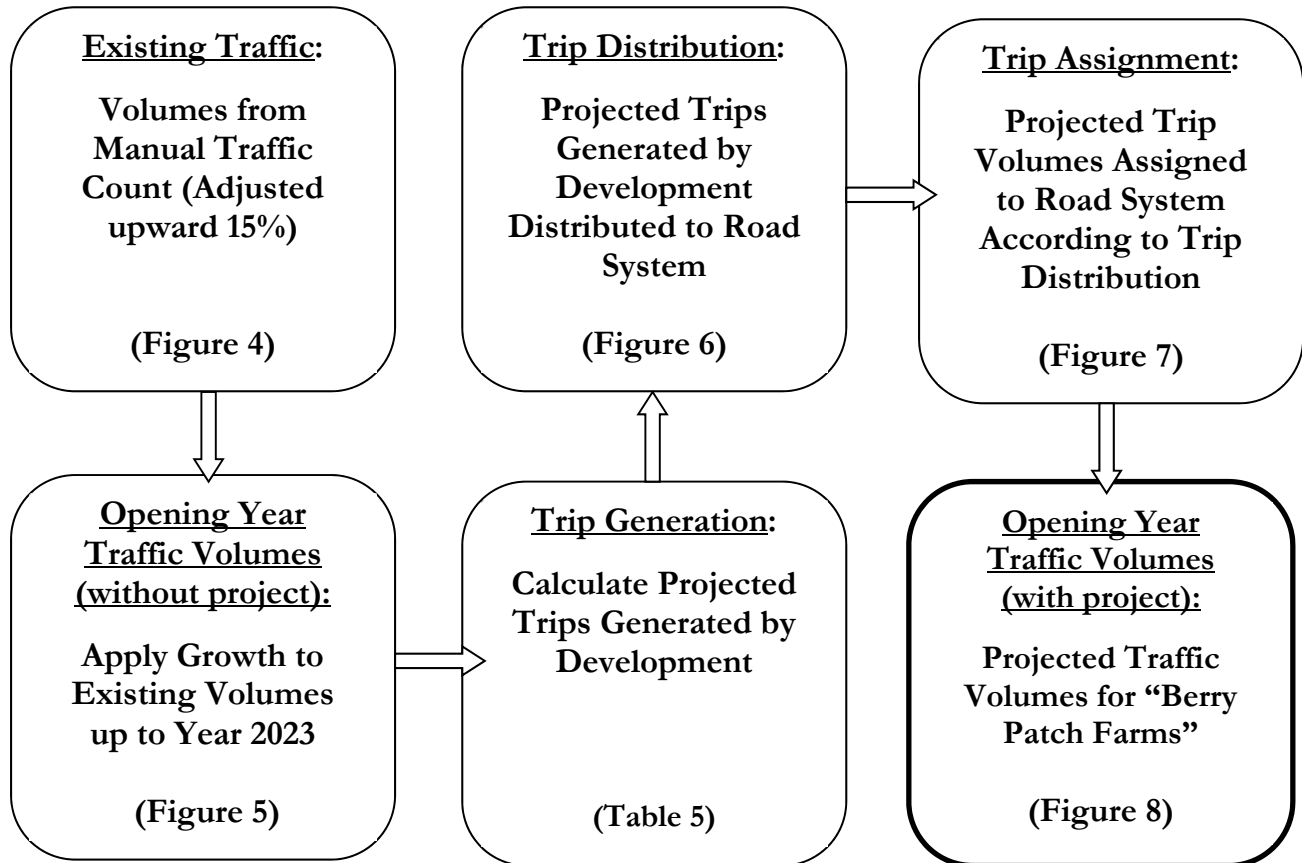 Existing Traffic:
Volumes from
Manual Traffic
Count (Adjusted
upward 15%)
(Figure 4)
Opening Year
Traffic Volumes
(without project):
Apply Growth to
Existing Volumes
up to Year 2023
(Figure 5)
Trip Generation:
Calculate Projected
Trips Generated by
Development
(Table 5)
Trip Distribution:
Projected Trips
Generated by
Development
Distributed to Road
System
(Figure 6)
Trip Assignment:
Projected Trip
Volumes Assigned
to Road System
According to Trip
Distribution
(Figure 7)
Opening Year
Traffic Volumes
(with project):
Projected Traffic
Volumes for “Berry
Patch Farms”
(Figure 8)